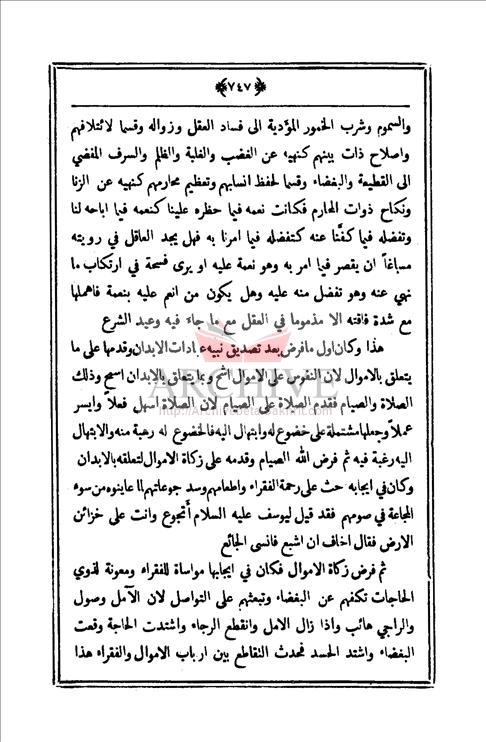 ﴿٧٤٧﴾
والسموم وشرب الخمور المؤدية الى فساد العقل وزواله وقسما لائتلافهم
واصلاح ذات بينهم كنهيه عن الغضب والغلبة والظلم والسرف المفضي
الى القطيعة والبغضاء وقسما لحفظ انسابهم وتعظيم محارمهم كنهيه عن الزنا
ونكاح ذوات المحارم فكانت نعمه فيما حظره علينا كنعمه فيما اباحه لنا
وتفضله فيما كفنا عنه كتفضله فيما امرنا به فهل يجد العاقل في رويته
مساغاً ان يقصر فيما امر به وهو نعمة عليه او يرى فسحة في ارتكاب ما
نهي عنه وهو تفضل منه عليه وهل يكون من انعم عليه بنعمة فاهملها
مع شدة فاقته الا مذموما في العقل مع ما جاء فيه وعيد الشرع
هذا وكان اول ما فرض بعد تصديق نبيه عبادات الابدان وقدمها على ما
يتعلق بالاموال لان النفوس على الاموال اشح وبما يتعلق بالابدان اسمح وذلك
الصلاة والصيام فقدم الصلاة على الصيام لان الصلاة اسهل فعلاً وايسر
عملاً وجعلها مشتملة على خضوع له وابتهال اليه فالخضوع له رهبة منه والابتهال
اليه رغبة فيه ثم فرض الله الصيام وقدمه على زكاة الاموال لتعلقه بالابدان
وكان في ايجابه حث على رحمة الفقراء واطعامهم وسد جوعاتهم لما عاينوه من سوء
المجاعة في صومهم فقد قيل ليوسف عليه السلام أتجوع وانت على خزائن
الارض فقال اخاف ان اشبع فانسى الجائع
ثم فرض زكاة الاموال فكان في ايجابها مواساة للفقراء ومعونة لذوي
الحاجات تكفهم عن البغضاء وتبعثهم على التواصل لان الآمل وصول
والراجي هائب واذا زال الامل وانقطع الرجاء واشتدت الحاجة وقعت
البغضاء واشتد الحسد فحدث التقاطع بين ارباب الاموال والفقراء هذا
ARCHIVE